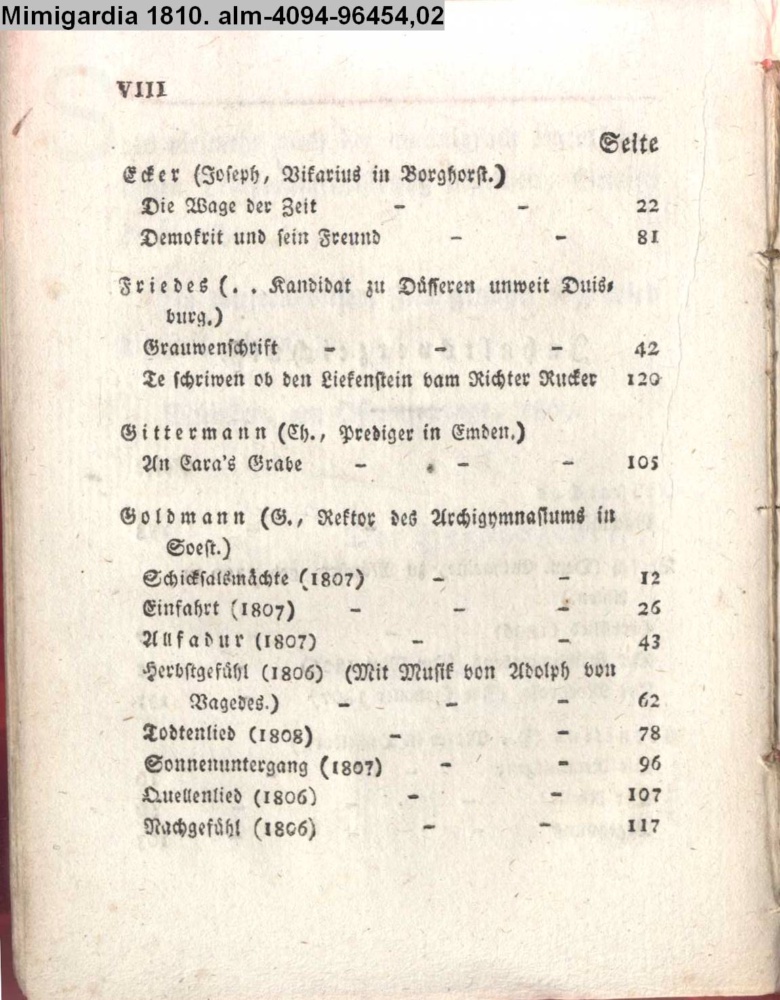 Mimigardia 1810. alm-4094-96454,02
VIII
Seite
Ecker (Joseph, Vikarius in Borghorst.)
Die Wage der Zeit - - 22
Demokrit und sein Freund - - 81
Friedes (. . Kandidat zu Düsseren unweit Duis-
burg.)
Grauwenschrift - - - 42
Te schriwen ob den Liekenstein vam Richter Rucker 120
Gittermann (Ch., Prediger in Emden.)
An Cara's Grabe - - - 105
Goldmann (G., Rektor des Archigymnasiums in
Soest.)
Schicksalsmächte (1807) - - 12
Einfahrt (1807) - - - 26
Allfadur (1807) - - 43
Herbstgefühl (1806) (Mit Musik von Adolph von
Vagedes.) - - - 62
Todtenlied (1808) - - 78
Sonnenuntergang (1807) - - 96
Quellenlied (1806) - - 107
Nachgefühl (1806) - - 117